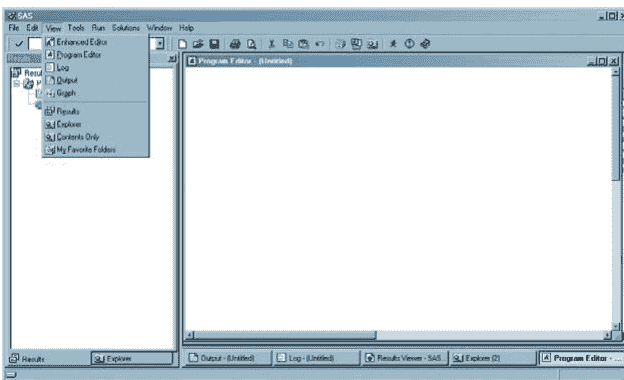 SAS
File Edit View Tools Run Solutions Window Help
Enhanced Editor
Program Editor
Log
Output
Graph
Results
Explorer
Contents Only
My Favorite Folders
Program Editor - (Untitled)
Results Explorer
Output - (Untitled) Log - (Untitled) Results Viewer - SAS... Explorer (2) Program Editor - ...